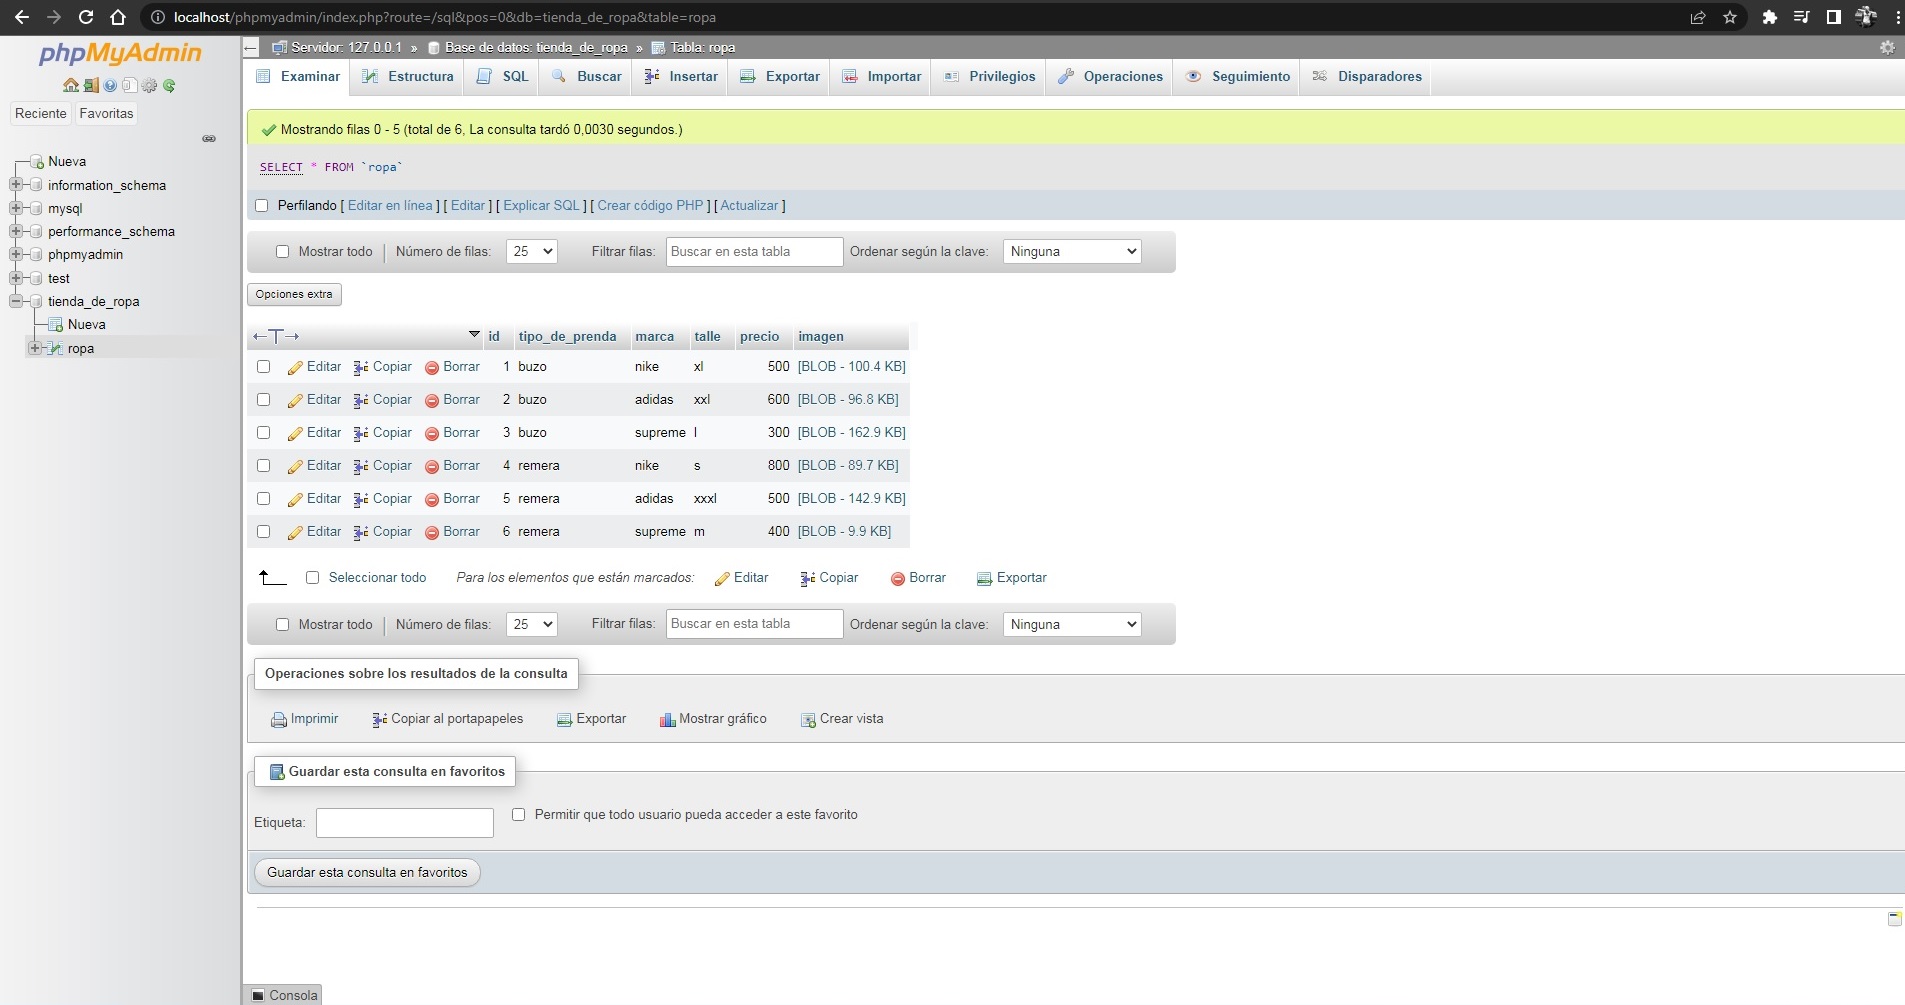 localhost/phpmyadmin/index.php?route=/sql&pos=0&db=tienda_de_ropa&table=ropa
phpMyAdmin
Reciente Favoritas
Nueva
information_schema
mysql
performance_schema
phpmyadmin
test
tienda_de_ropa
Nueva
ropa
Servidor: 127.0.0.1 » Base de datos: tienda_de_ropa » Tabla: ropa
Examinar Estructura SQL Buscar Insertar Exportar Importar Privilegios Operaciones Seguimiento Disparadores
Mostrando filas 0 - 5 (total de 6, La consulta tardó 0,0030 segundos.)
SELECT * FROM `ropa`
Perfilando [ Editar en línea ] [ Editar ] [ Explicar SQL ] [ Crear código PHP ] [ Actualizar ]
Mostrar todo | Número de filas: 25 Filtrar filas: Buscar en esta tabla Ordenar según la clave: Ninguna
Opciones extra
←T→ id tipo_de_prenda marca talle precio imagen
Editar Copiar Borrar 1 buzo nike xl 500 [BLOB - 100.4 KB]
Editar Copiar Borrar 2 buzo adidas xxl 600 [BLOB - 96.8 KB]
Editar Copiar Borrar 3 buzo supreme l 300 [BLOB - 162.9 KB]
Editar Copiar Borrar 4 remera nike s 800 [BLOB - 89.7 KB]
Editar Copiar Borrar 5 remera adidas xxxl 500 [BLOB - 142.9 KB]
Editar Copiar Borrar 6 remera supreme m 400 [BLOB - 9.9 KB]
Seleccionar todo Para los elementos que están marcados: Editar Copiar Borrar Exportar
Mostrar todo | Número de filas: 25 Filtrar filas: Buscar en esta tabla Ordenar según la clave: Ninguna
Operaciones sobre los resultados de la consulta
Imprimir Copiar al portapapeles Exportar Mostrar gráfico Crear vista
Guardar esta consulta en favoritos
Etiqueta: Permitir que todo usuario pueda acceder a este favorito
Guardar esta consulta en favoritos
Consola